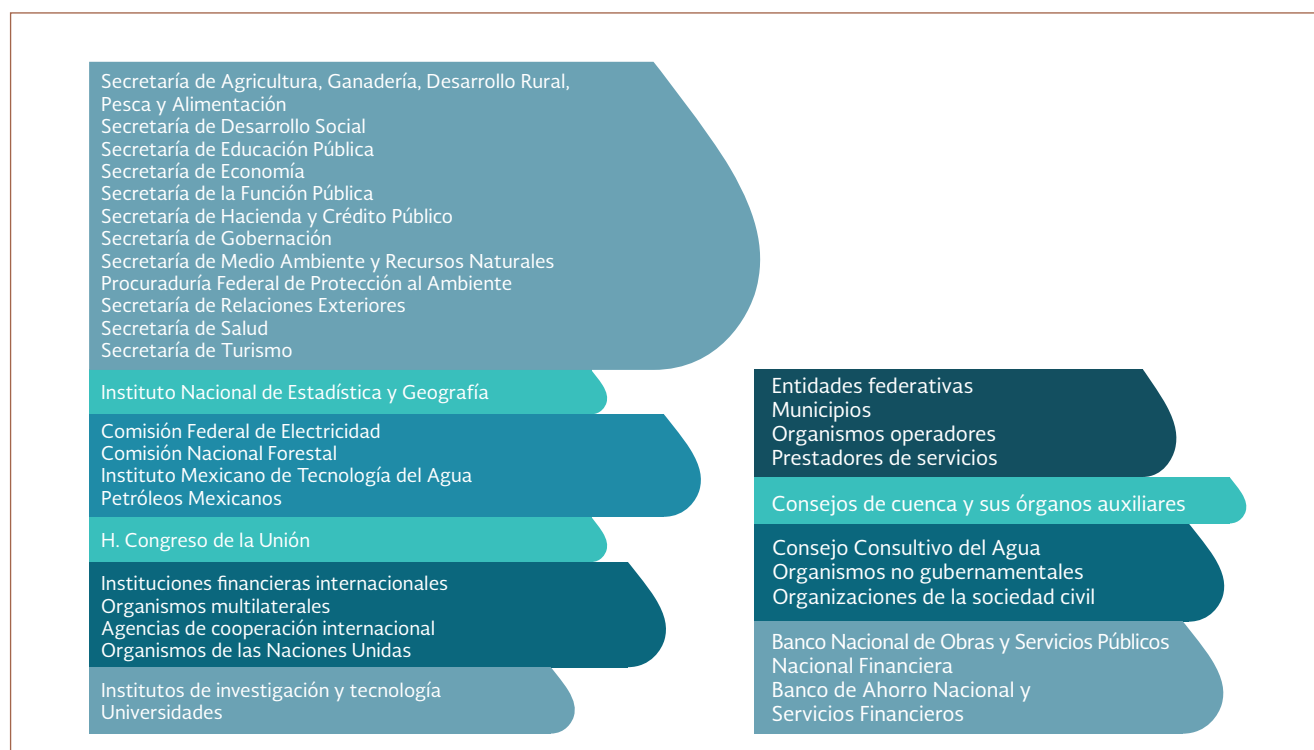 Secretaría de Agricultura, Ganadería, Desarrollo Rural,
Pesca y Alimentación
Secretaría de Desarrollo Social
Secretaría de Educación Pública
Secretaría de Economía
Secretaría de la Función Pública
Secretaría de Hacienda y Crédito Público
Secretaría de Gobernación
Secretaría de Medio Ambiente y Recursos Naturales
Procuraduría Federal de Protección al Ambiente
Secretaría de Relaciones Exteriores
Secretaría de Salud
Secretaría de Turismo
Instituto Nacional de Estadística y Geografía
Comisión Federal de Electricidad
Comisión Nacional Forestal
Instituto Mexicano de Tecnología del Agua
Petróleos Mexicanos
H. Congreso de la Unión
Instituciones financieras internacionales
Organismos multilaterales
Agencias de cooperación internacional
Organismos de las Naciones Unidas
Institutos de investigación y tecnología
Universidades
Entidades federativas
Municipios
Organismos operadores
Prestadores de servicios
Consejos de cuenca y sus órganos auxiliares
Consejo Consultivo del Agua
Organismos no gubernamentales
Organizaciones de la sociedad civil
Banco Nacional de Obras y Servicios Públicos
Nacional Financiera
Banco de Ahorro Nacional y
Servicios Financieros